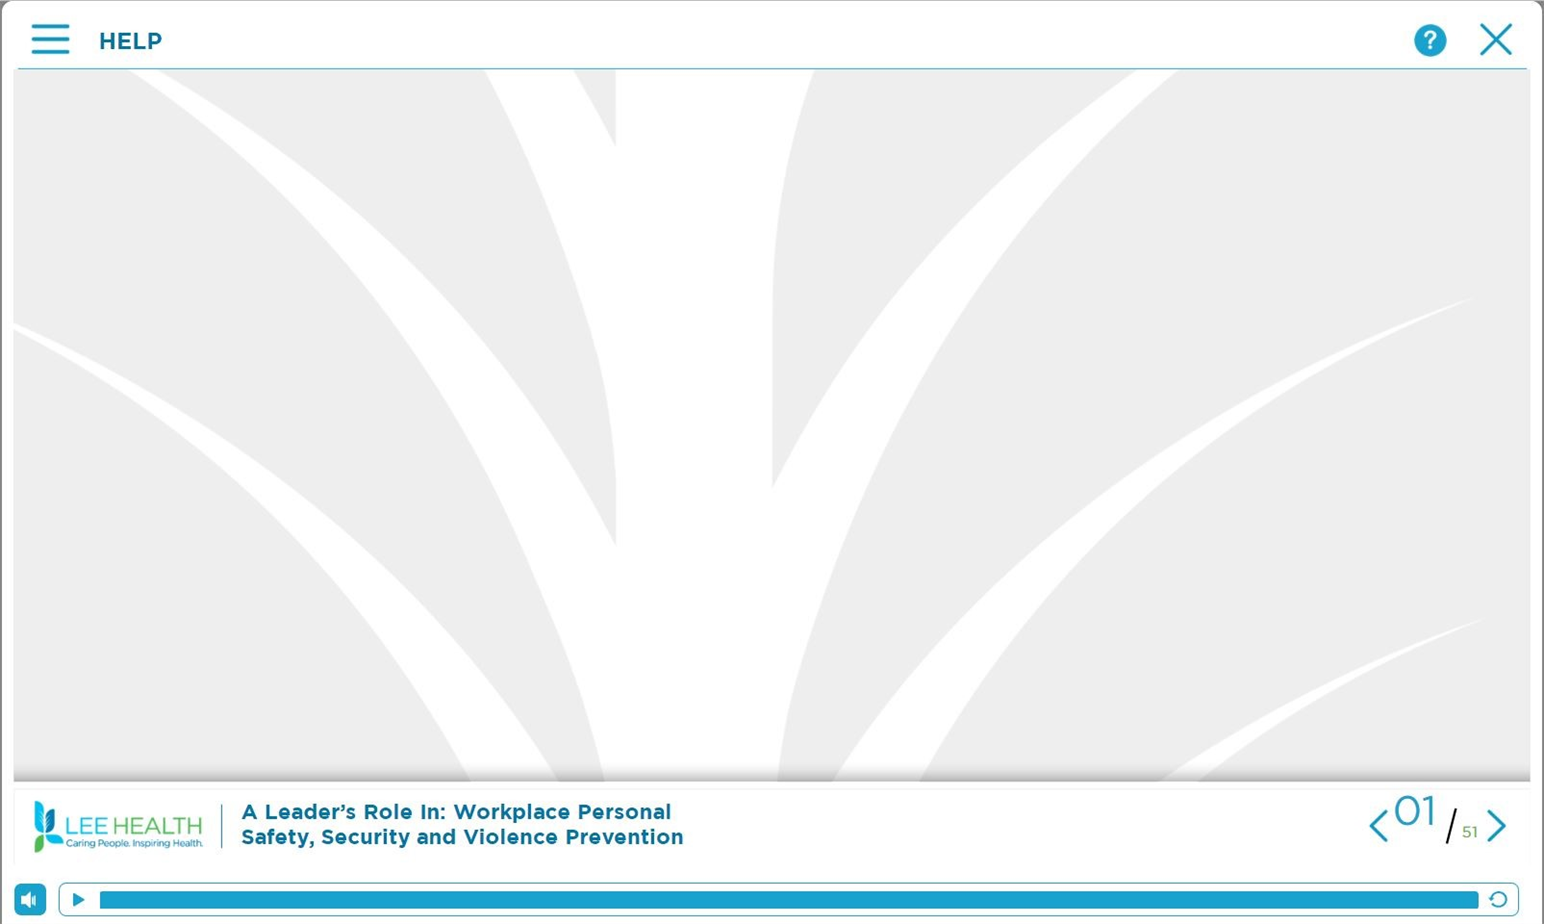 HELP
?
LEE HEALTH
Caring People. Inspiring Health.
A Leader’s Role In: Workplace Personal
Safety, Security and Violence Prevention
01 / 51